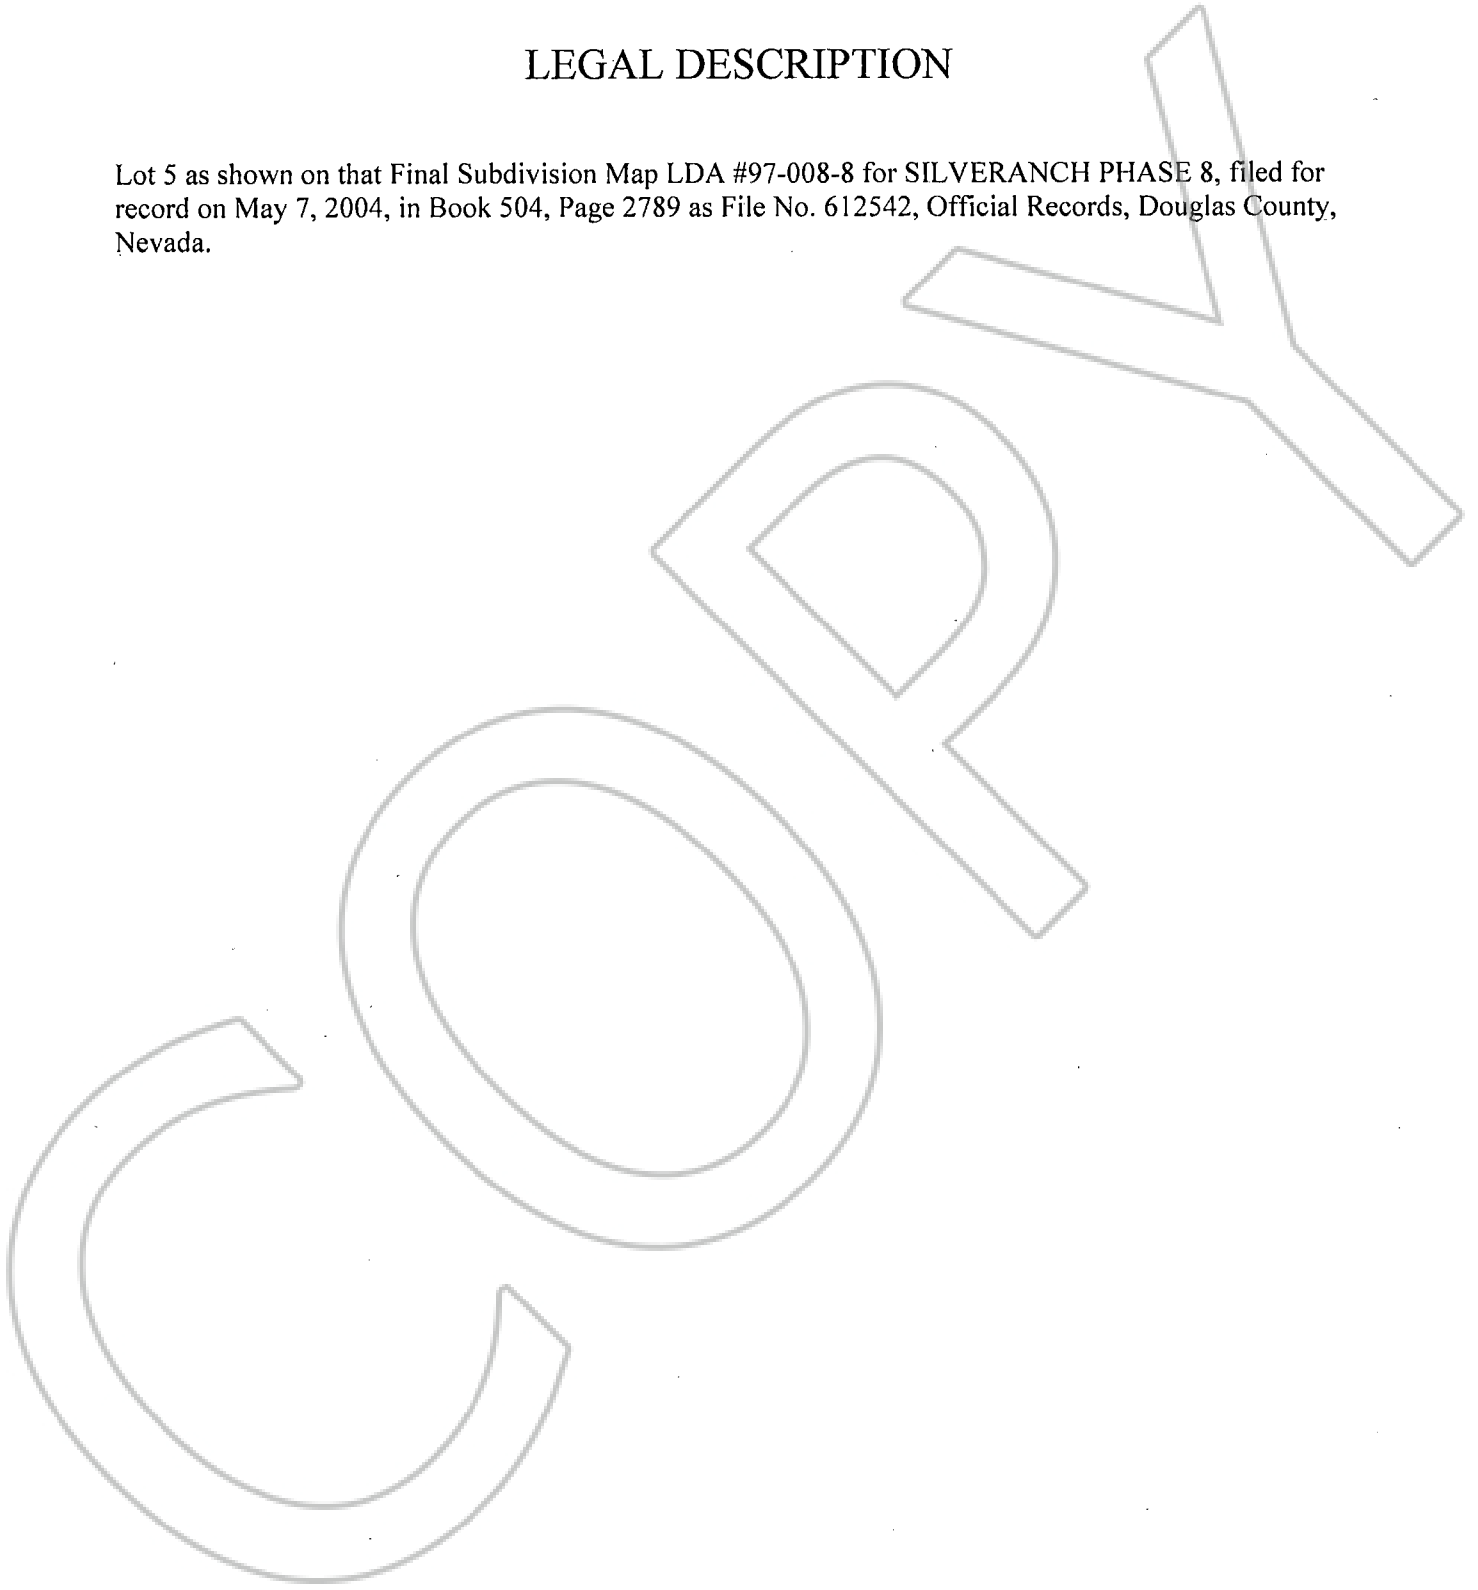 LEGAL DESCRIPTION
Lot 5 as shown on that Final Subdivision Map LDA #97-008-8 for SILVERANCH PHASE 8, filed for
record on May 7, 2004, in Book 504, Page 2789 as File No. 612542, Official Records, Douglas County,
Nevada.
COPY